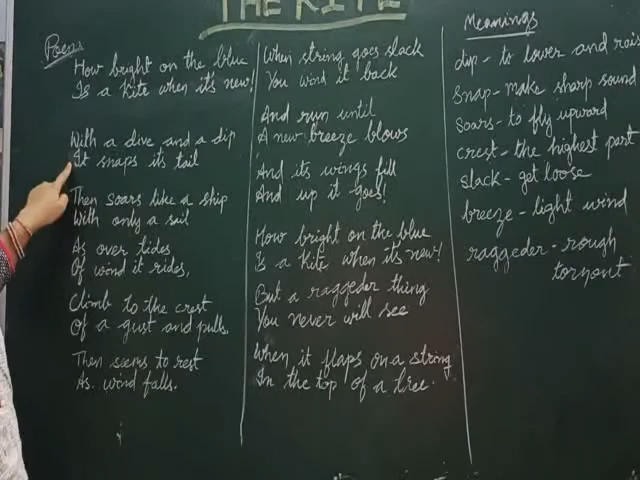 THE KITE
Poem
How bright on the blue
Is a Kite when it's new!
With a dive and a dip
It snaps its tail
Then soars like a ship
With only a sail
As over tides
Of wind it rides,
Climb to the crest
Of a gust and pulls,
Then seems to rest
As wind falls.
When string goes slack
You wind it back
And run until
A new breeze blows
And its wings fill
And up it goes!
How bright on the blue
Is a Kite when it's new!
But a raggeder thing
You never will see
When it flaps on a string
In the top of a tree.
Meanings
dip - to lower and rais
Snap - make sharp sound
Soars - to fly upward
crest - the highest part
slack - get loose
breeze - light wind
raggeder - rough